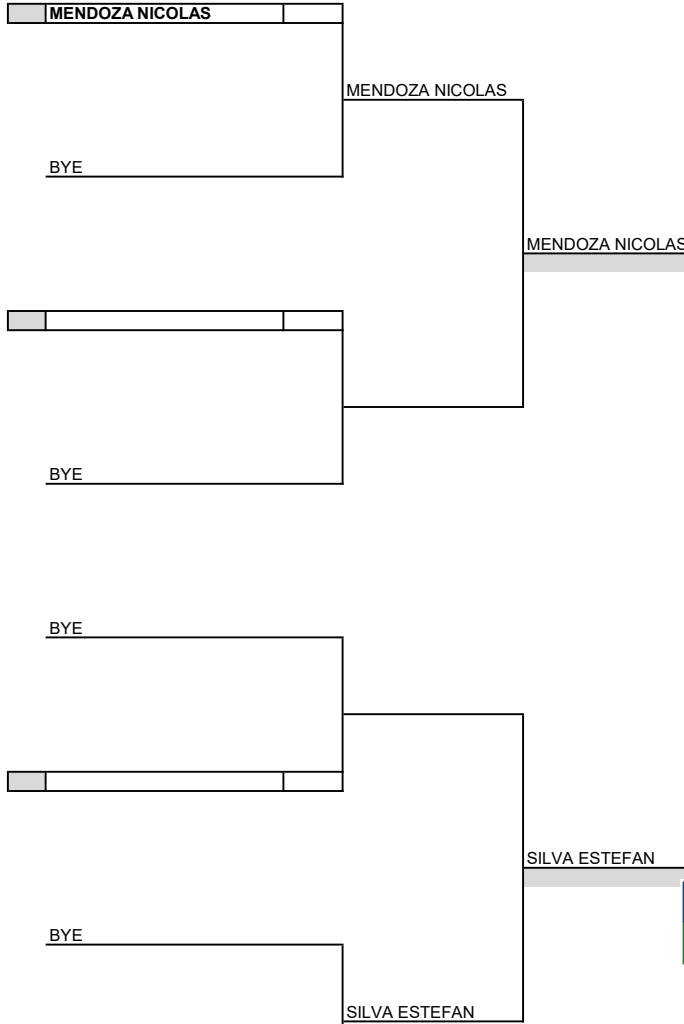 MENDOZA NICOLAS
MENDOZA NICOLAS
BYE
MENDOZA NICOLAS
BYE
BYE
SILVA ESTEFAN
BYE
SILVA ESTEFAN